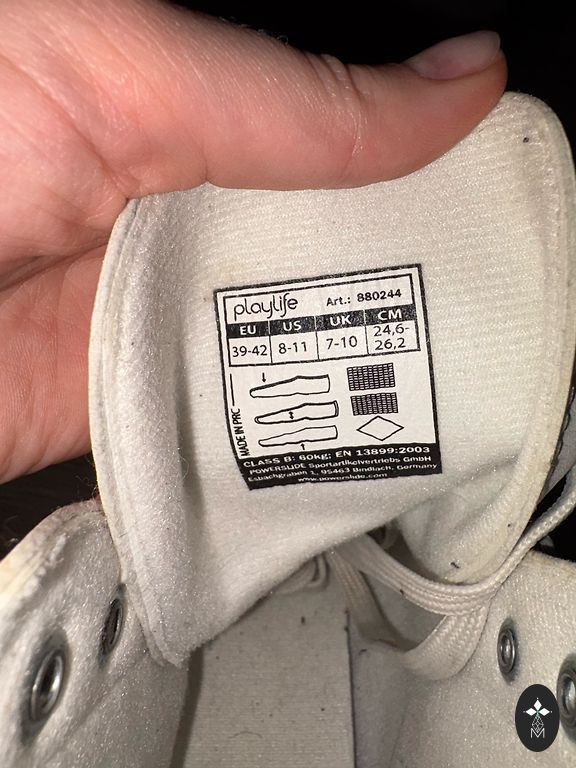 playlife Art.: 880244
EU US UK CM
39-42 8-11 7-10 24,6-
26,2
MADE IN PRC
CLASS B: 60kg: EN 13899:2003
POWERSLIDE Sportartikelvertriebs GmbH
Esbachgraben 1, 95463 Bindlach, Germany
www.powerslide.com
M